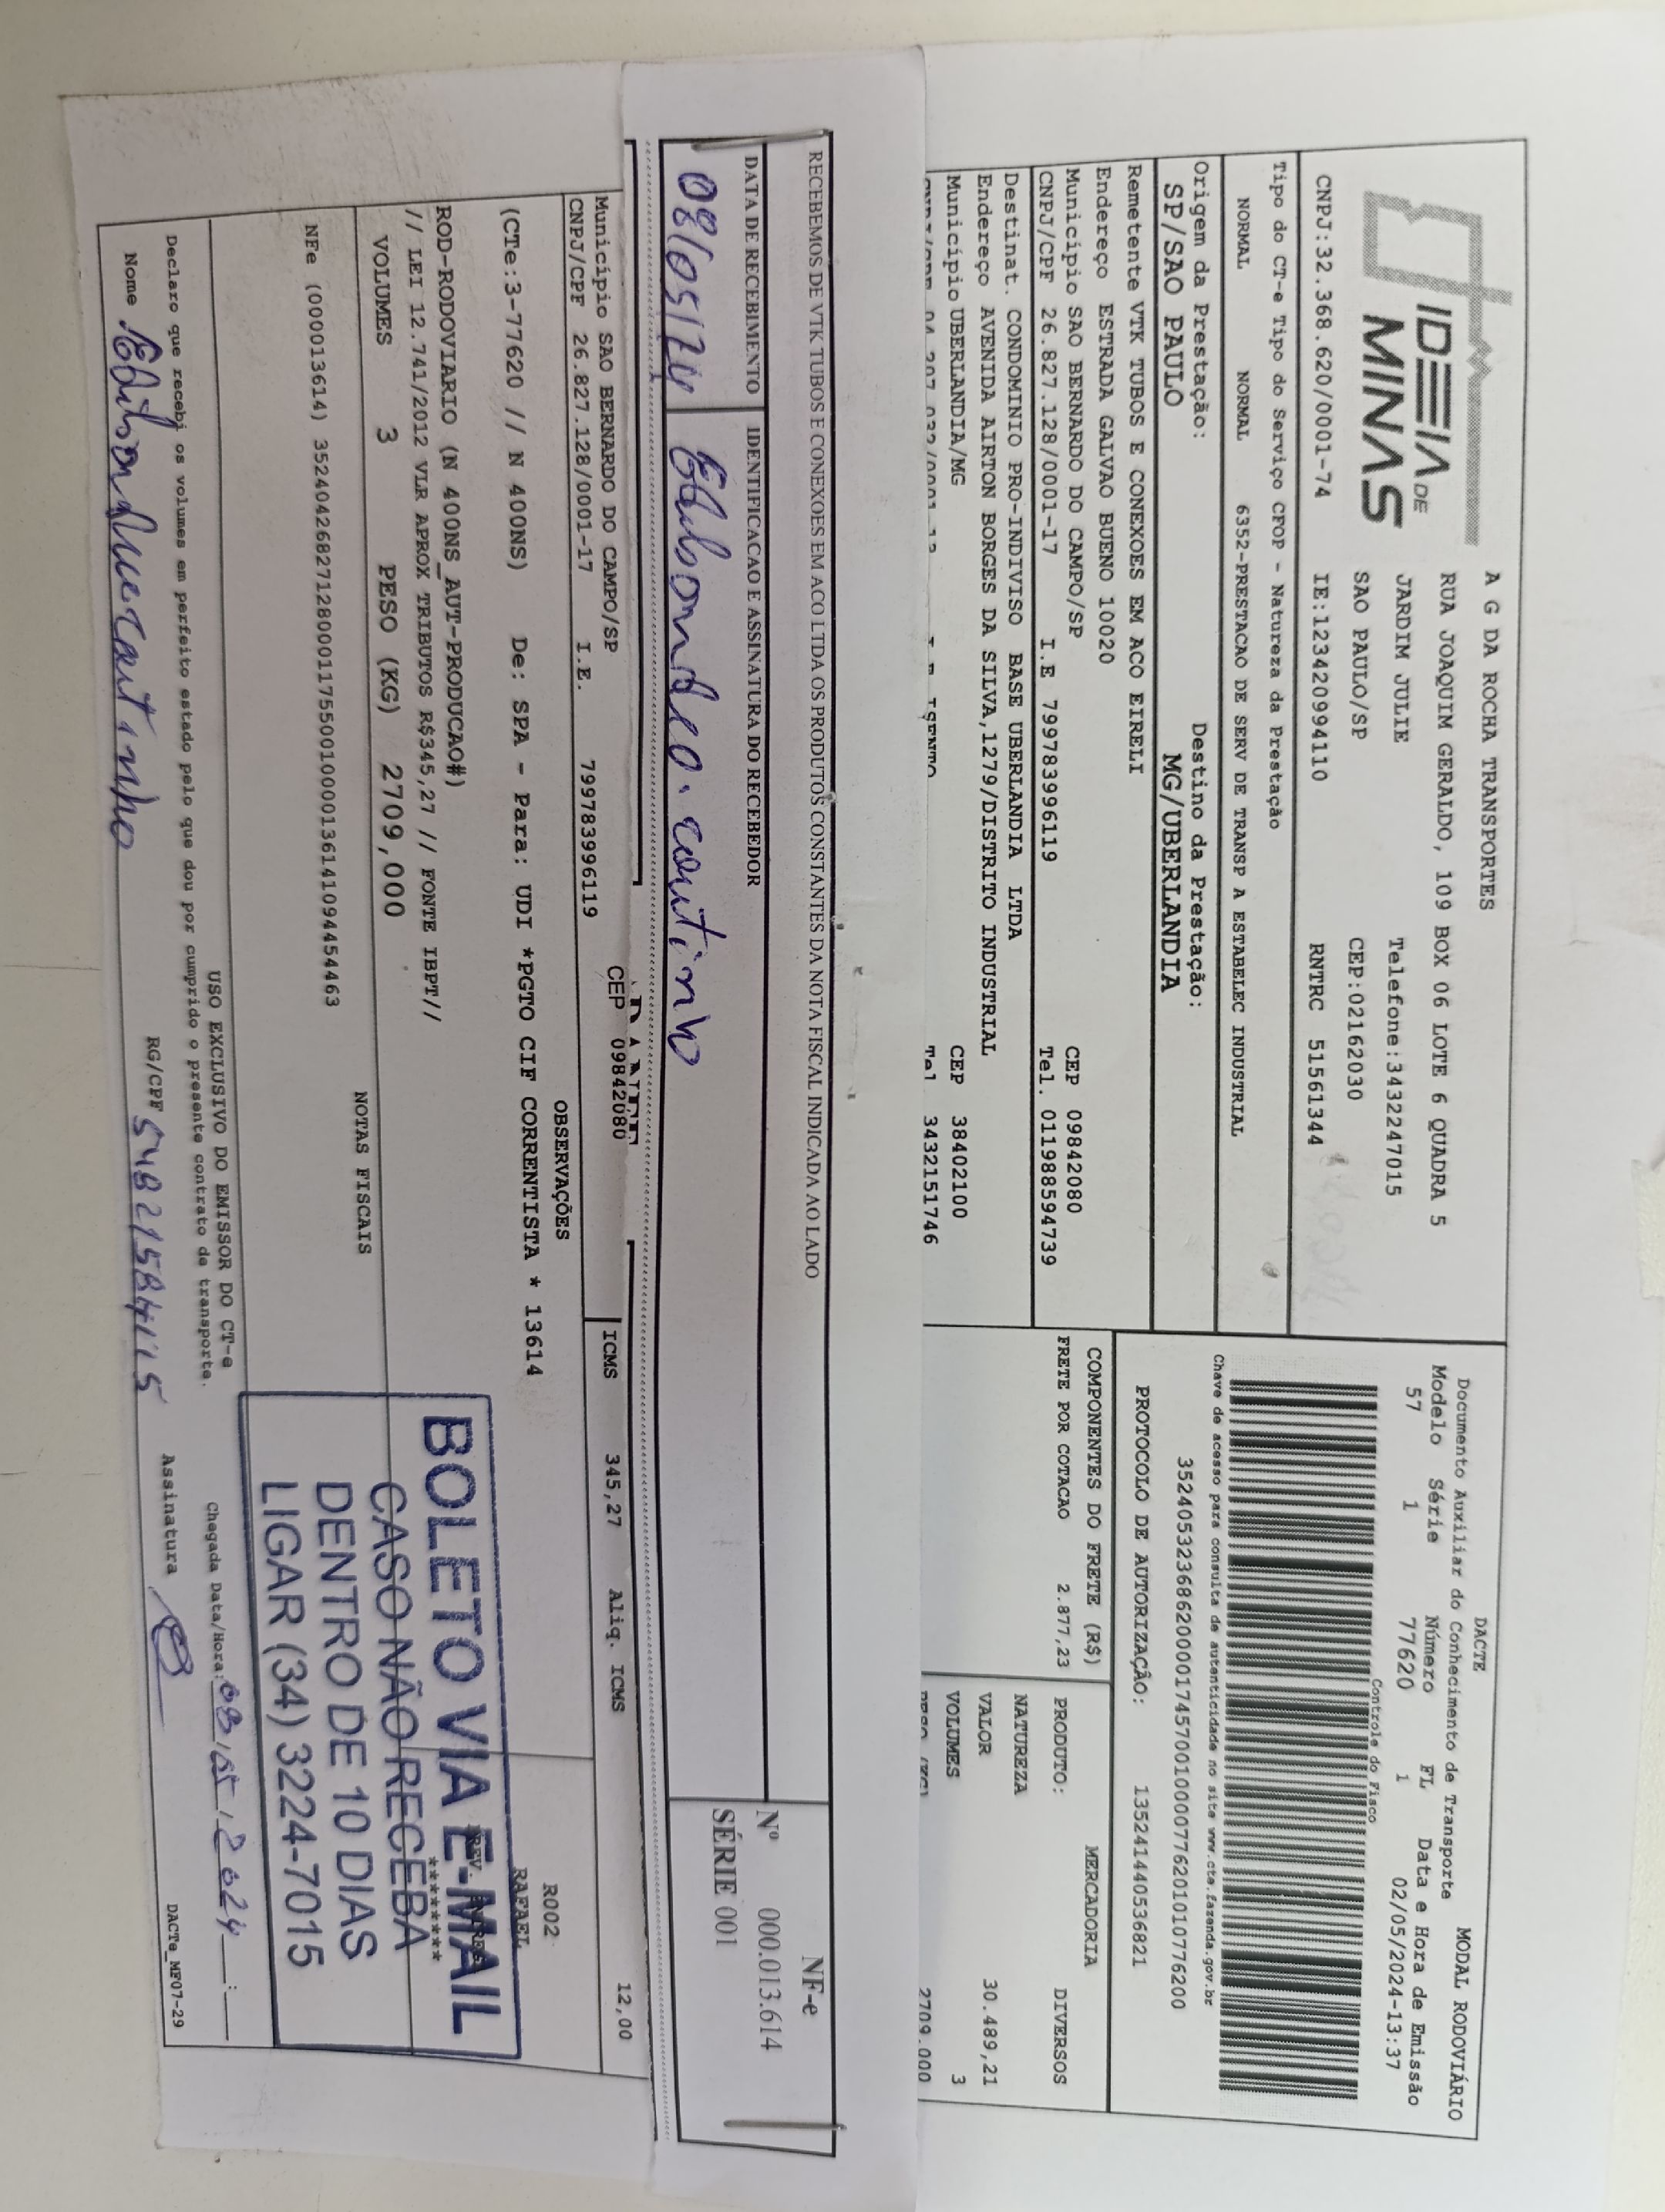 IDEIA DE
MINAS
A G DA ROCHA TRANSPORTES
RUA JOAQUIM GERALDO, 109 BOX 06 LOTE 6 QUADRA 5
JARDIM JULIE Telefone:3432247015
SAO PAULO/SP CEP:02162030
CNPJ:32.368.620/0001-74 IE:123420994110 RNTRC 51561344
DACTE MODAL RODOVIÁRIO
Documento Auxiliar do Conhecimento de Transporte
Modelo Série Número FL Data e Hora de Emissão
57 1 77620 1 02/05/2024-13:37
Controle do Fisco
Tipo do CT-e Tipo do Serviço CFOP - Natureza da Prestação
NORMAL NORMAL 6352-PRESTACAO DE SERV DE TRANSP A ESTABELEC INDUSTRIAL
Chave de acesso para consulta de autenticidade no site www.cte.fazenda.gov.br
35240532368620000174570010000776201010776200
Origem da Prestação: Destino da Prestação:
SP/SAO PAULO MG/UBERLANDIA
PROTOCOLO DE AUTORIZAÇÃO: 135241440536821
Remetente VTK TUBOS E CONEXOES EM ACO EIRELI
Endereço ESTRADA GALVAO BUENO 10020
Município SAO BERNARDO DO CAMPO/SP CEP 09842080
CNPJ/CPF 26.827.128/0001-17 I.E 799783996119 Tel. 011988594739
COMPONENTES DO FRETE (R$) MERCADORIA
FRETE POR COTACAO 2.877,23 PRODUTO: DIVERSOS
NATUREZA
VALOR 30.489,21
VOLUMES 3
2709.000
Destinat. CONDOMINIO PRO-INDIVISO BASE UBERLANDIA LTDA
Endereço AVENIDA AIRTON BORGES DA SILVA,1279/DISTRITO INDUSTRIAL
Município UBERLANDIA/MG CEP 38402100
Tel 3432151746
RECEBEMOS DE VTK TUBOS E CONEXOES EM ACO LTDA OS PRODUTOS CONSTANTES DA NOTA FISCAL INDICADA AO LADO
NF-e
DATA DE RECEBIMENTO IDENTIFICACAO E ASSINATURA DO RECEBEDOR
Nº 000.013.614
SÉRIE 001
08/05/24
coutinho
Município SAO BERNARDO DO CAMPO/SP CEP 09842080
CNPJ/CPF 26.827.128/0001-17 I.E. 799783996119
ICMS 345,27 Aliq. ICMS 12,00
OBSERVAÇÕES
(CTe:3-77620 // N 400NS) De: SPA - Para: UDI *PGTO CIF CORRENTISTA * 13614
R002
RAFAEL
ROD-RODOVIARIO (N 400NS_AUT-PRODUCAO#)
// LEI 12.741/2012 VLR APROX TRIBUTOS R$345,27 // FONTE IBPT//
VOLUMES 3 PESO (KG) 2709,000
********
NOTAS FISCAIS
NFe (000013614) 35240426827128000117550010000136141094454463
BOLETO VIA E-MAIL
CASO NÃO RECEBA
DENTRO DE 10 DIAS
LIGAR (34) 3224-7015
USO EXCLUSIVO DO EMISSOR DO CT-e
Declaro que recebi os volumes em perfeito estado pelo que dou por cumprido o presente contrato de transporte.
Chegada Data/Hora: 08/05/2024 __:__
Nome
RG/CPF
Assinatura
DACTe_MF07-29